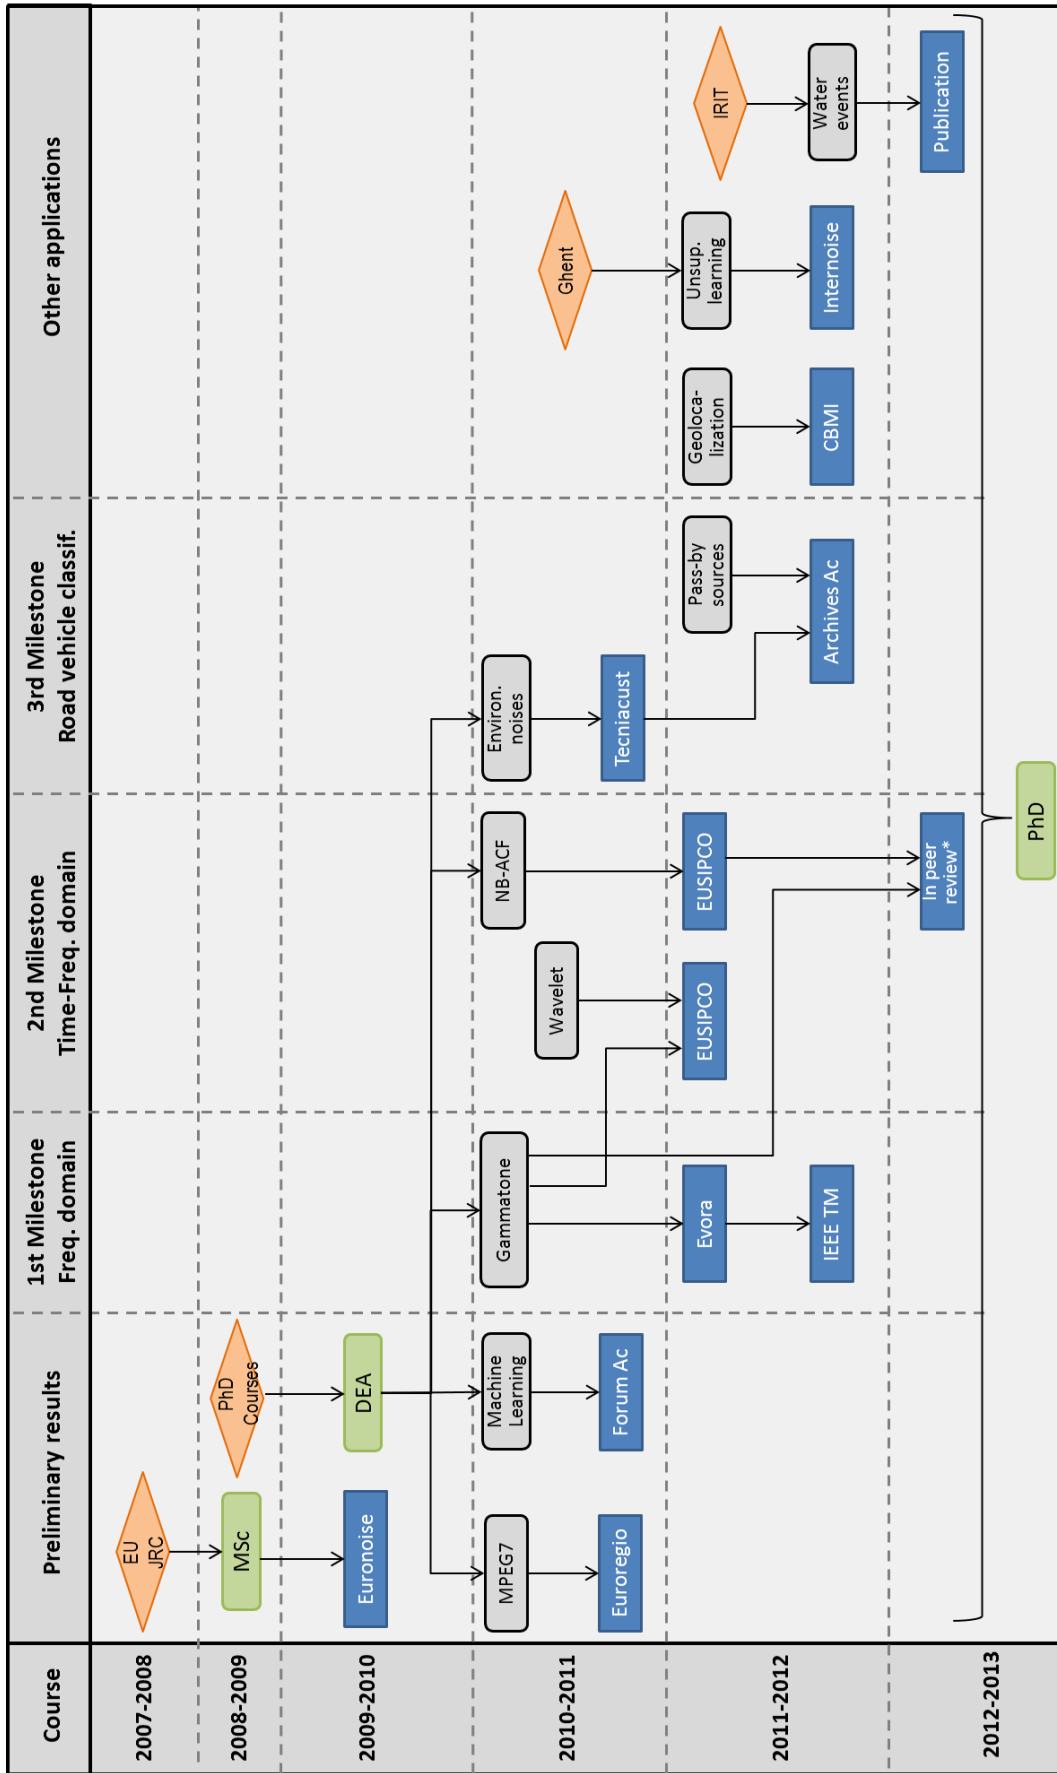 Course
Preliminary results
1st Milestone
Freq. domain
2nd Milestone
Time-Freq. domain
3rd Milestone
Road vehicle classif.
Other applications
2007-2008
EU
JRC
2008-2009
MSc
PhD
Courses
2009-2010
Euronoise
DEA
2010-2011
MPEG7
Machine
Learning
Gammatone
NB-ACF
Environ.
noises
Wavelet
Ghent
Euroregio
Forum Ac
Tecniacust
2011-2012
Evora
EUSIPCO
EUSIPCO
Pass-by
sources
Geoloca-
lization
Unsup.
learning
IRIT
IEEE TM
Archives Ac
CBMI
Internoise
Water
events
2012-2013
In peer
review*
Publication
PhD